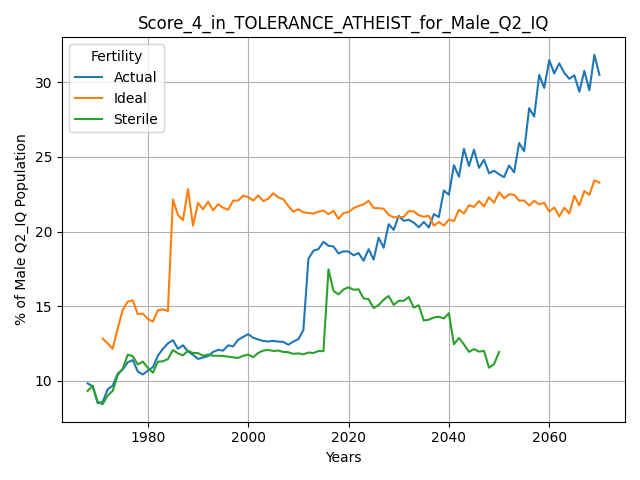 Score_4_in_TOLERANCE_ATHEIST_for_Male_Q2_IQ
Fertility
Actual
Ideal
Sterile
% of Male Q2_IQ Population
30
25
20
15
10
1980
2000
2020
2040
2060
Years